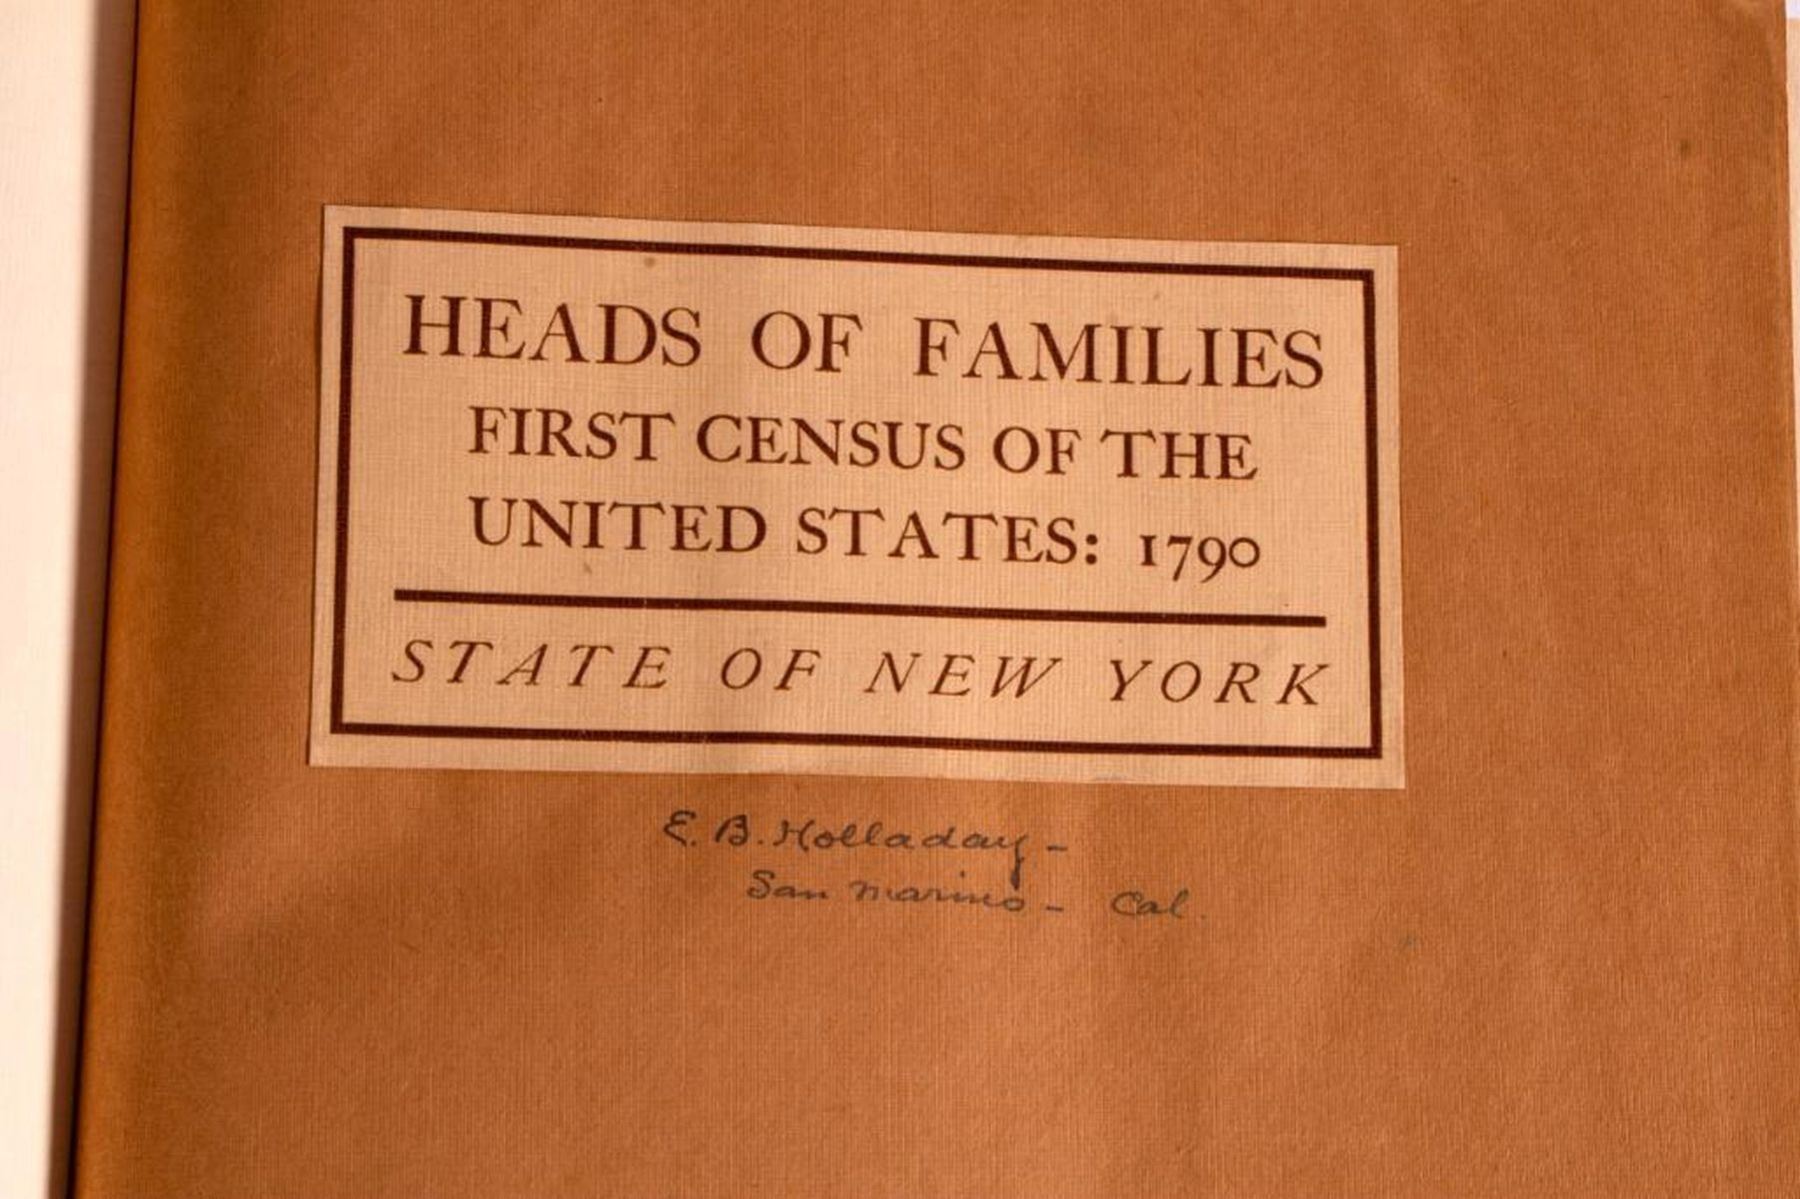 HEADS OF FAMILIES
FIRST CENSUS OF THE
UNITED STATES: 1790
STATE OF NEW YORK
E. B. Holladay -
San Marino - Cal.